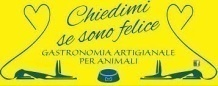 Chiedimi
se sono felice
GASTRONOMIA ARTIGIANALE
PER ANIMALI